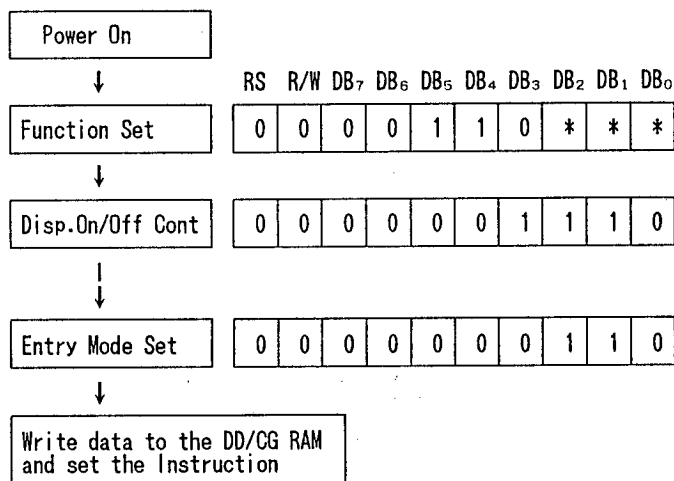 Power On
RS R/W DB₇ DB₆ DB₅ DB₄ DB₃ DB₂ DB₁ DB₀
Function Set 0 0 0 0 1 1 0 * * *
Disp.On/Off Cont 0 0 0 0 0 0 1 1 1 0
Entry Mode Set 0 0 0 0 0 0 0 1 1 0
Write data to the DD/CG RAM
and set the Instruction